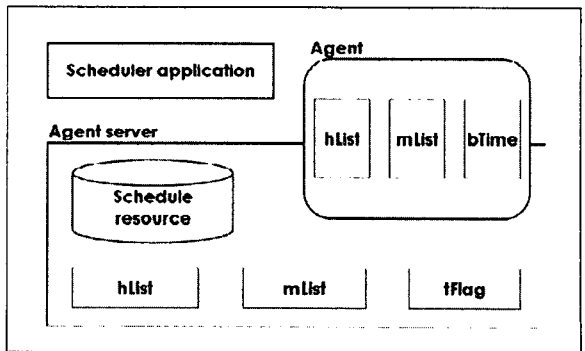 Agent
Scheduler application
hList mList bTime
Agent server
Schedule
resource
hList mList tFlag